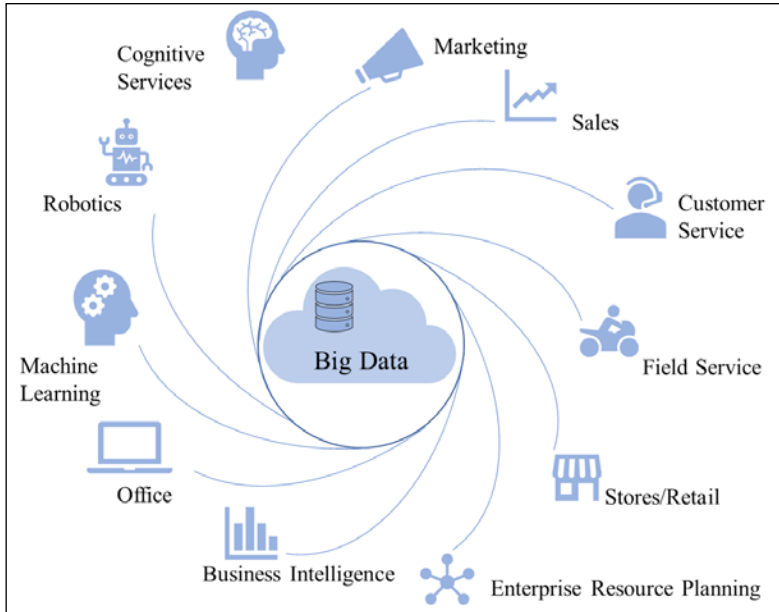 Cognitive
Services
Marketing
Sales
Robotics
Customer
Service
Big Data
Machine
Learning
Field Service
Office
Stores/Retail
Business Intelligence
Enterprise Resource Planning